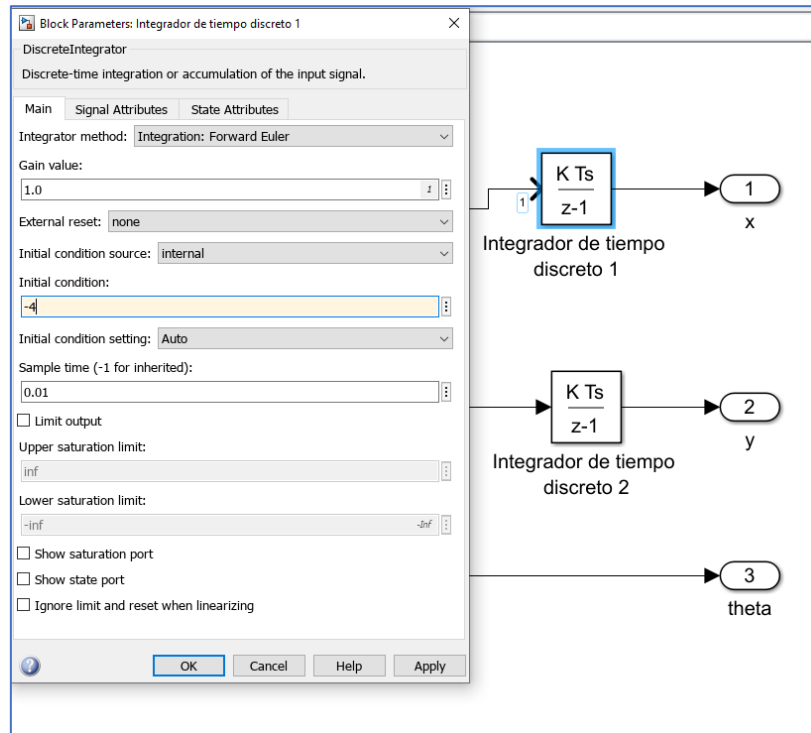 Block Parameters: Integrador de tiempo discreto 1
DiscreteIntegrator
Discrete-time integration or accumulation of the input signal.
Main Signal Attributes State Attributes
Integrator method: Integration: Forward Euler
Gain value:
1.0 1
External reset: none
Initial condition source: internal
Initial condition:
-4
Initial condition setting: Auto
Sample time (-1 for inherited):
0.01
Limit output
Upper saturation limit:
inf
Lower saturation limit:
-inf -Inf
Show saturation port
Show state port
Ignore limit and reset when linearizing
OK Cancel Help Apply
1
K Ts
z-1
Integrador de tiempo
discreto 1
1
x
K Ts
z-1
Integrador de tiempo
discreto 2
2
y
3
theta